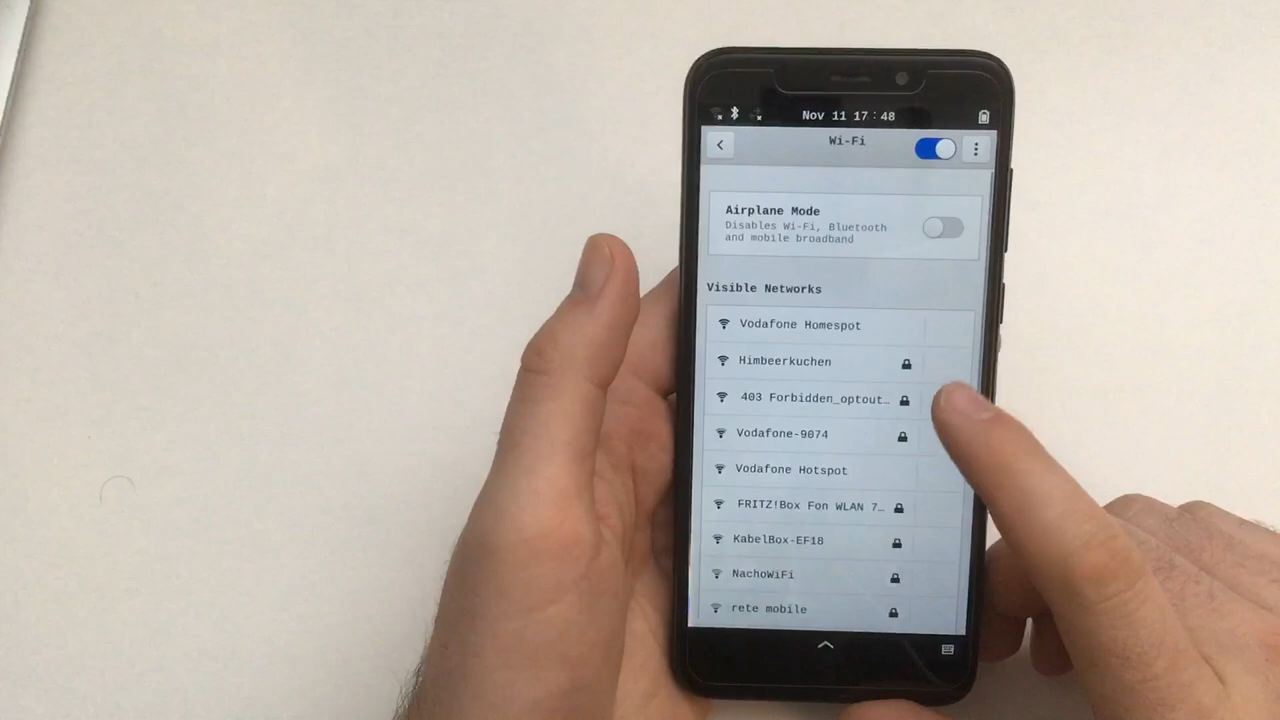 Nov 11 17:48
Wi-Fi
Airplane Mode
Disables Wi-Fi, Bluetooth
and mobile broadband
Visible Networks
Vodafone Homespot
Himbeerkuchen
403 Forbidden_optout…
Vodafone-9074
Vodafone Hotspot
FRITZ!Box Fon WLAN 7…
KabelBox-EF18
NachoWiFi
rete mobile